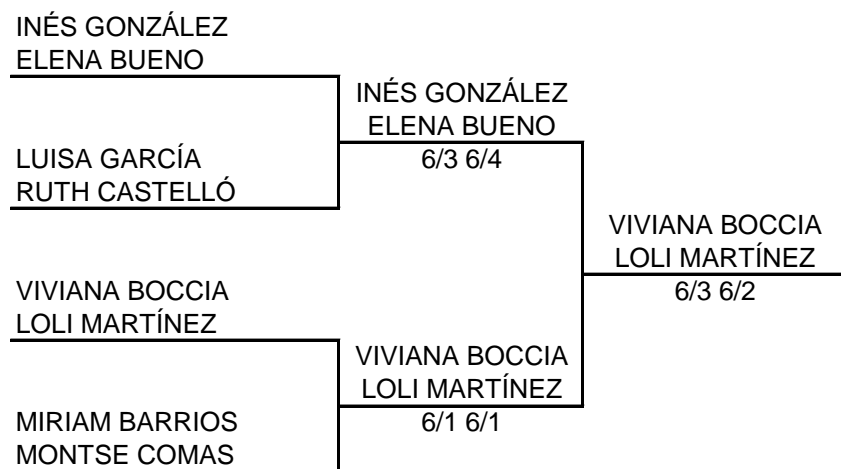 INÉS GONZÁLEZ
ELENA BUENO
INÉS GONZÁLEZ
ELENA BUENO
6/3 6/4
LUISA GARCÍA
RUTH CASTELLÓ
VIVIANA BOCCIA
LOLI MARTÍNEZ
6/3 6/2
VIVIANA BOCCIA
LOLI MARTÍNEZ
VIVIANA BOCCIA
LOLI MARTÍNEZ
6/1 6/1
MIRIAM BARRIOS
MONTSE COMAS